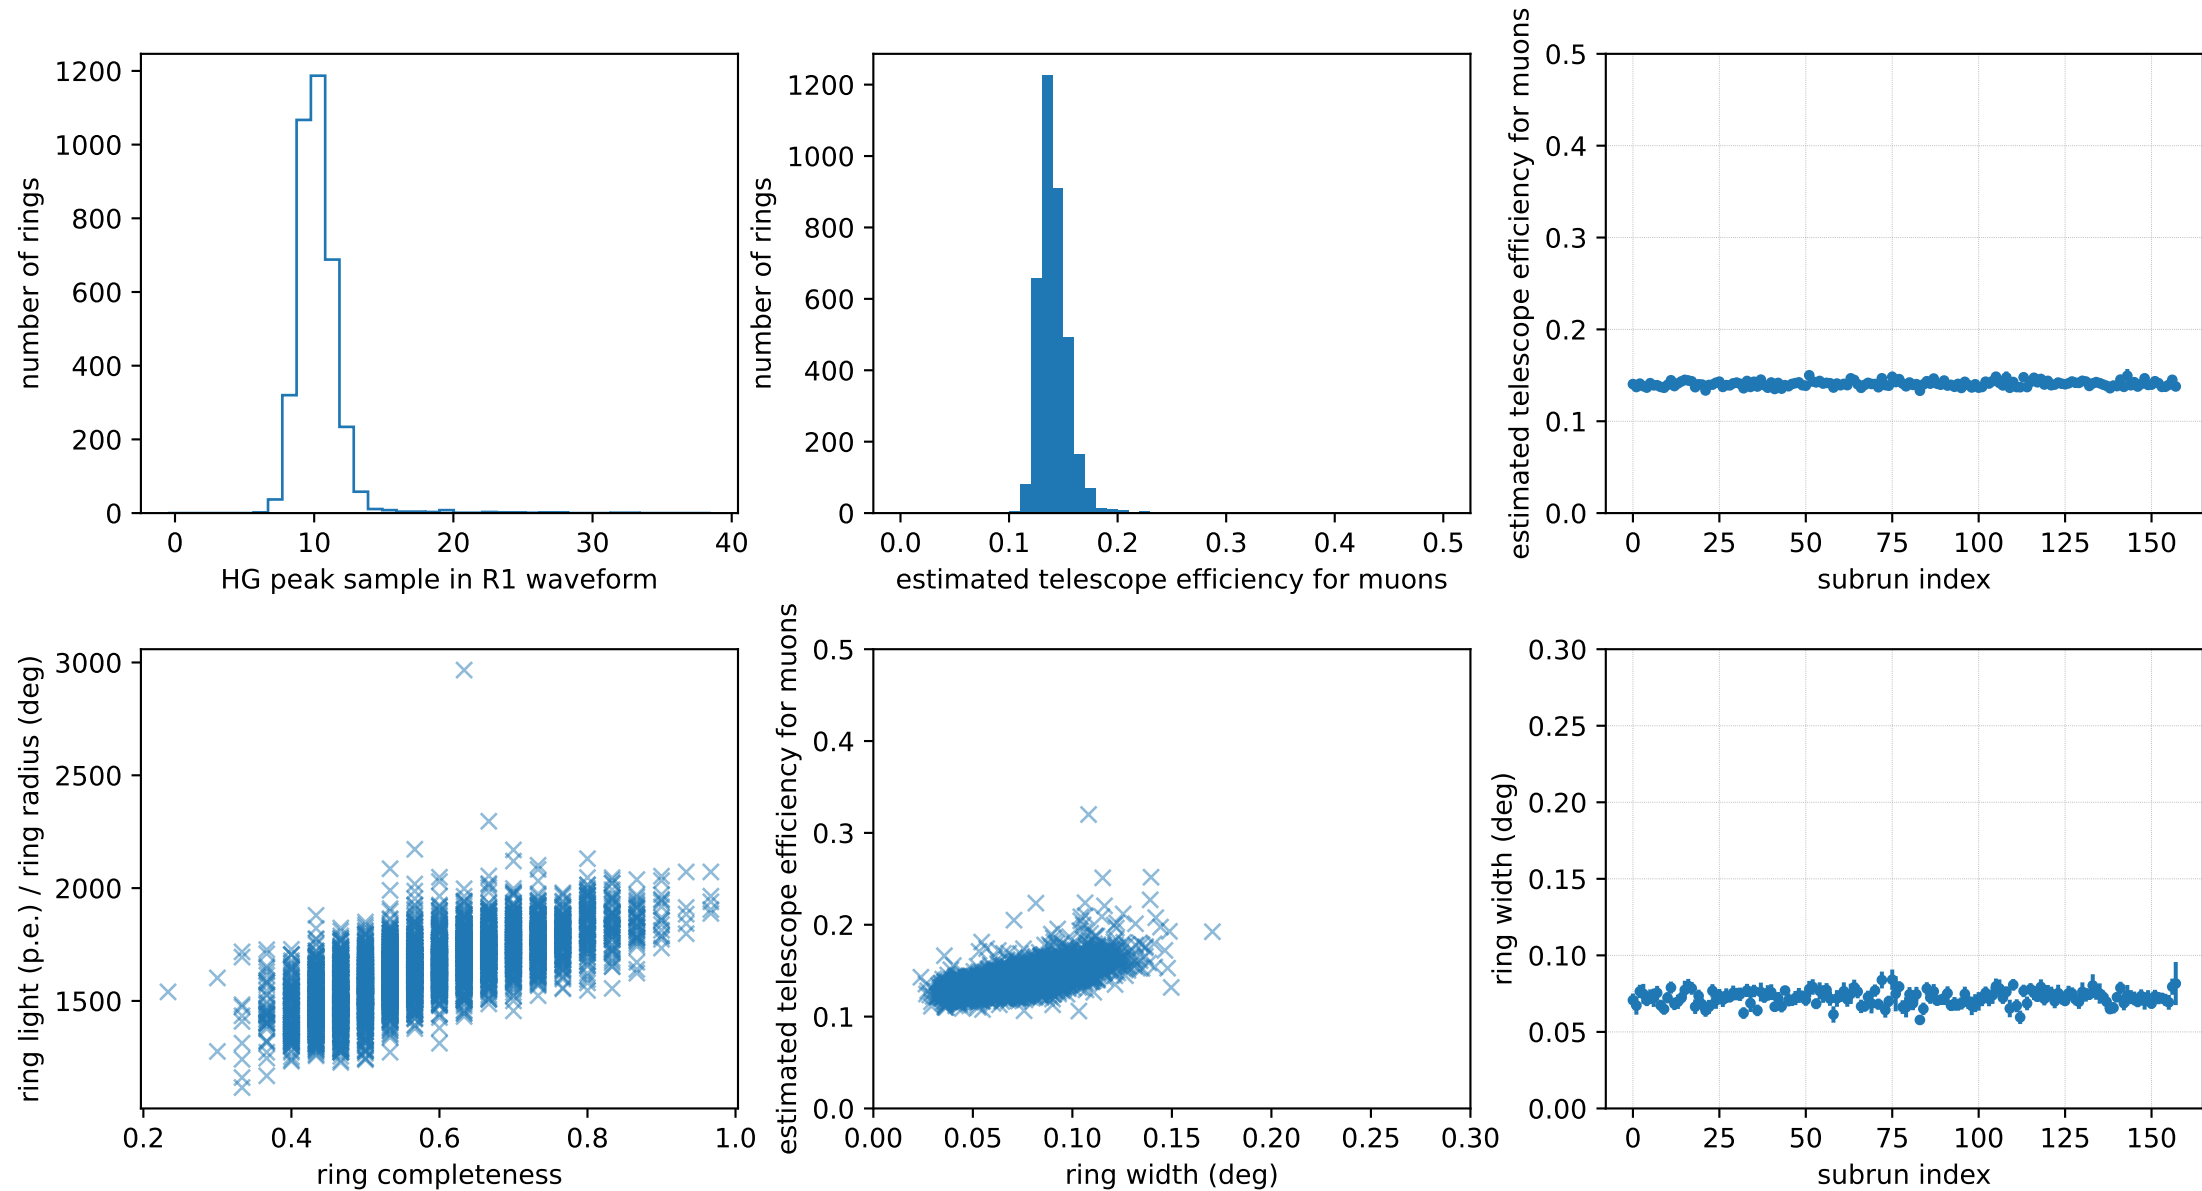 number of rings
1200
1000
800
600
400
200
0
0 10 20 30 40
HG peak sample in R1 waveform
number of rings
1200
1000
800
600
400
200
0
0.0 0.1 0.2 0.3 0.4 0.5
estimated telescope efficiency for muons
estimated telescope efficiency for muons
0.5
0.4
0.3
0.2
0.1
0.0
0 25 50 75 100 125 150
subrun index
ring light (p.e.) / ring radius (deg)
3000
2500
2000
1500
0.2 0.4 0.6 0.8 1.0
ring completeness
estimated telescope efficiency for muons
0.5
0.4
0.3
0.2
0.1
0.0
0.00 0.05 0.10 0.15 0.20 0.25 0.30
ring width (deg)
ring width (deg)
0.30
0.25
0.20
0.15
0.10
0.05
0.00
0 25 50 75 100 125 150
subrun index